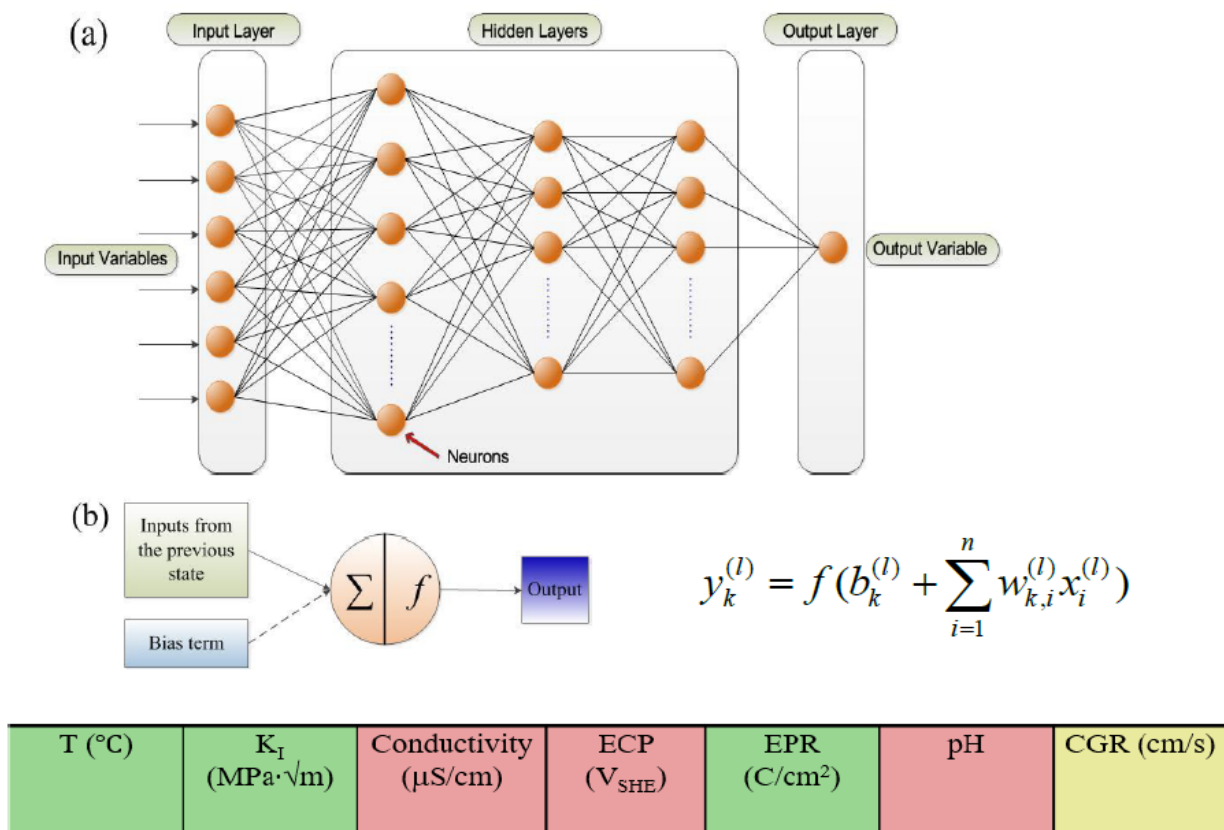 (a)
Input Layer
Hidden Layers
Output Layer
Input Variables
Output Variable
Neurons
(b)
Inputs from
the previous
state
Bias term
∑ f
Output
y_k^{(l)} = f(b_k^{(l)} + \sum_{i=1}^{n} w_{k,i}^{(l)} x_i^{(l)})
T (°C)
K_I
(MPa·√m)
Conductivity
(μS/cm)
ECP
(V_SHE)
EPR
(C/cm²)
pH
CGR (cm/s)